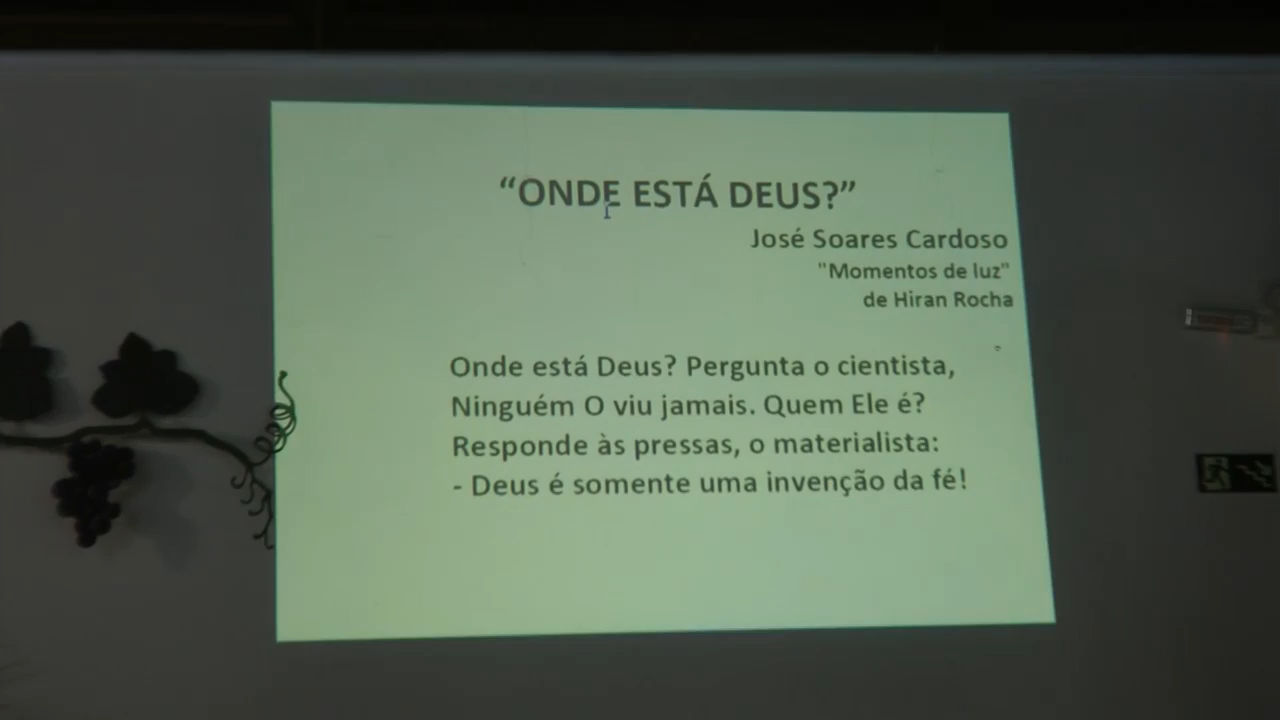 “ONDE ESTÁ DEUS?”
José Soares Cardoso
"Momentos de luz"
de Hiran Rocha
Onde está Deus? Pergunta o cientista,
Ninguém O viu jamais. Quem Ele é?
Responde às pressas, o materialista:
- Deus é somente uma invenção da fé!